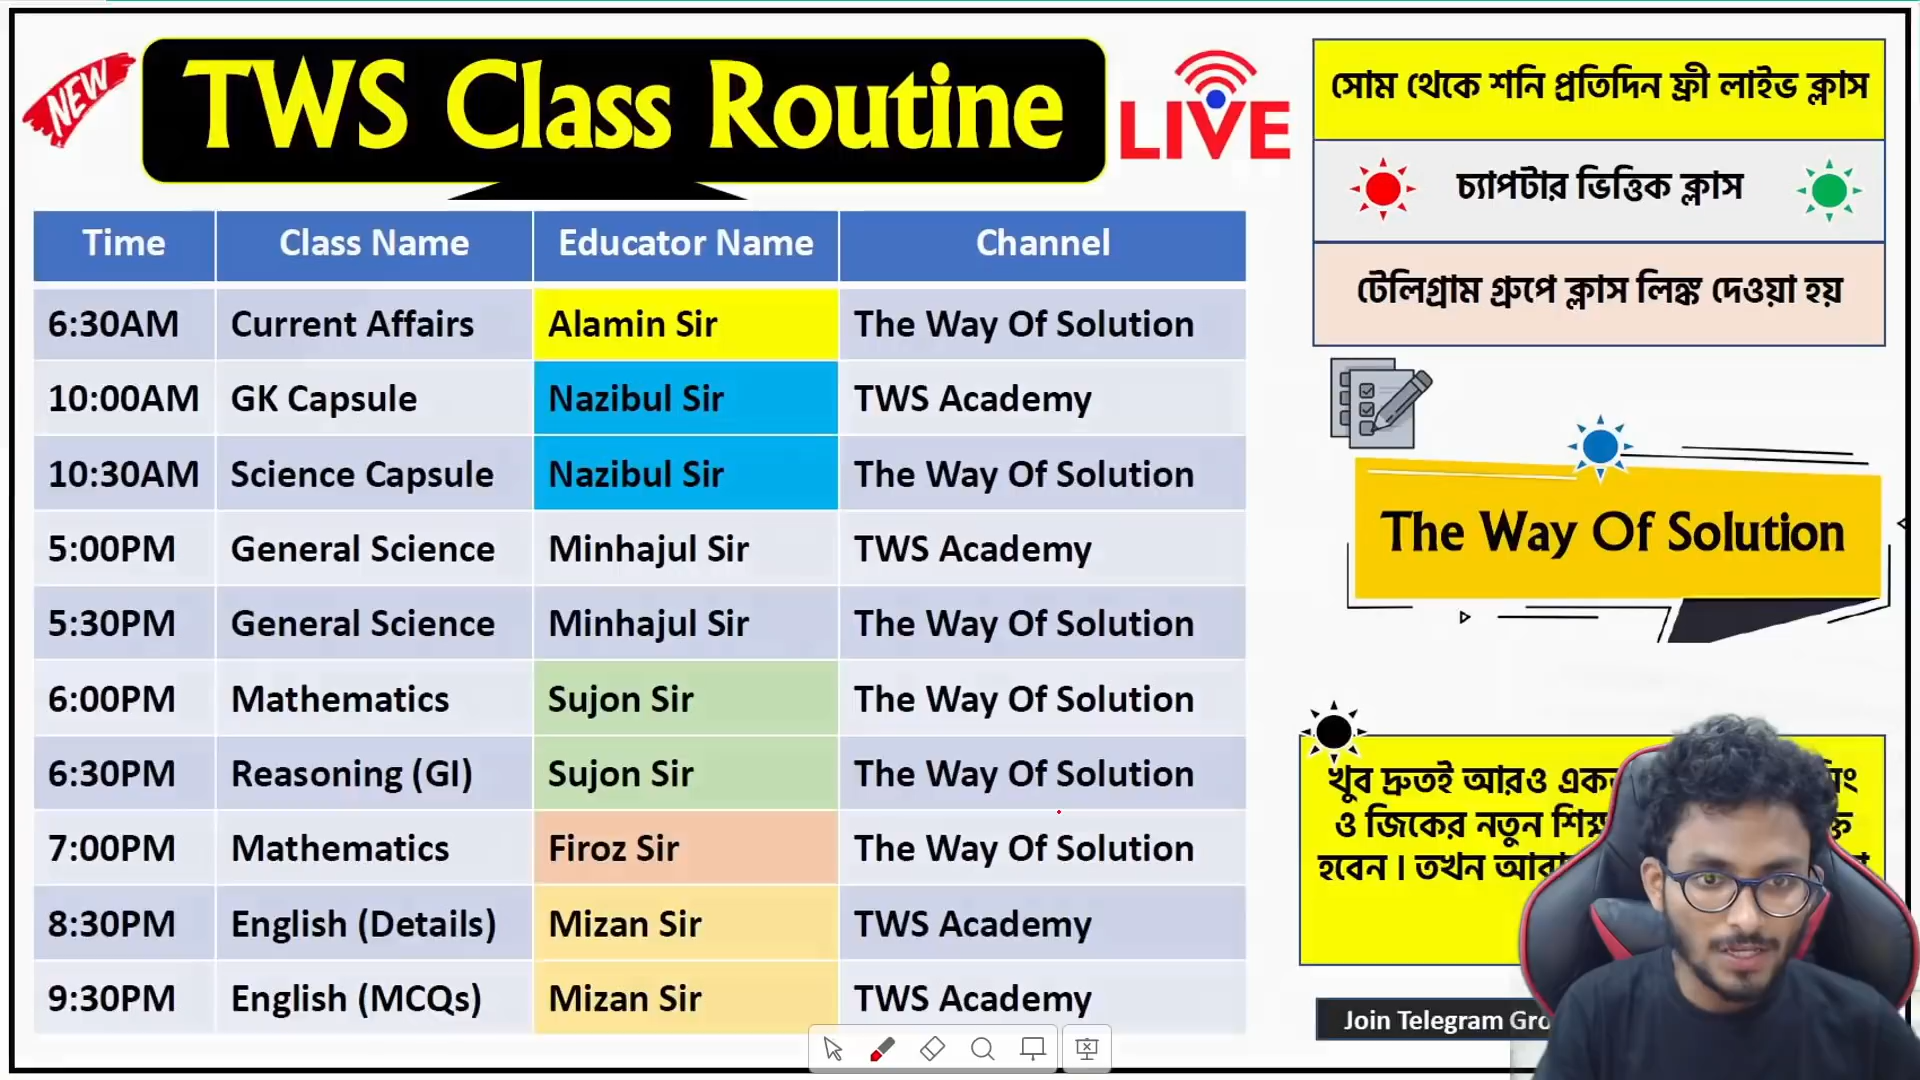 NEW
TWS Class Routine
LIVE
সোম থেকে শনি প্রতিদিন ফ্রী লাইভ ক্লাস
চ্যাপটার ভিত্তিক ক্লাস
টেলিগ্রাম গ্রুপে ক্লাস লিঙ্ক দেওয়া হয়
Time Class Name Educator Name Channel
6:30AM Current Affairs Alamin Sir The Way Of Solution
10:00AM GK Capsule Nazibul Sir TWS Academy
10:30AM Science Capsule Nazibul Sir The Way Of Solution
5:00PM General Science Minhajul Sir TWS Academy
5:30PM General Science Minhajul Sir The Way Of Solution
6:00PM Mathematics Sujon Sir The Way Of Solution
6:30PM Reasoning (GI) Sujon Sir The Way Of Solution
7:00PM Mathematics Firoz Sir The Way Of Solution
8:30PM English (Details) Mizan Sir TWS Academy
9:30PM English (MCQs) Mizan Sir TWS Academy
The Way Of Solution
খুব দ্রুতই আরও
ও জিকের নতুন
হবেন । তখন
Join Telegram